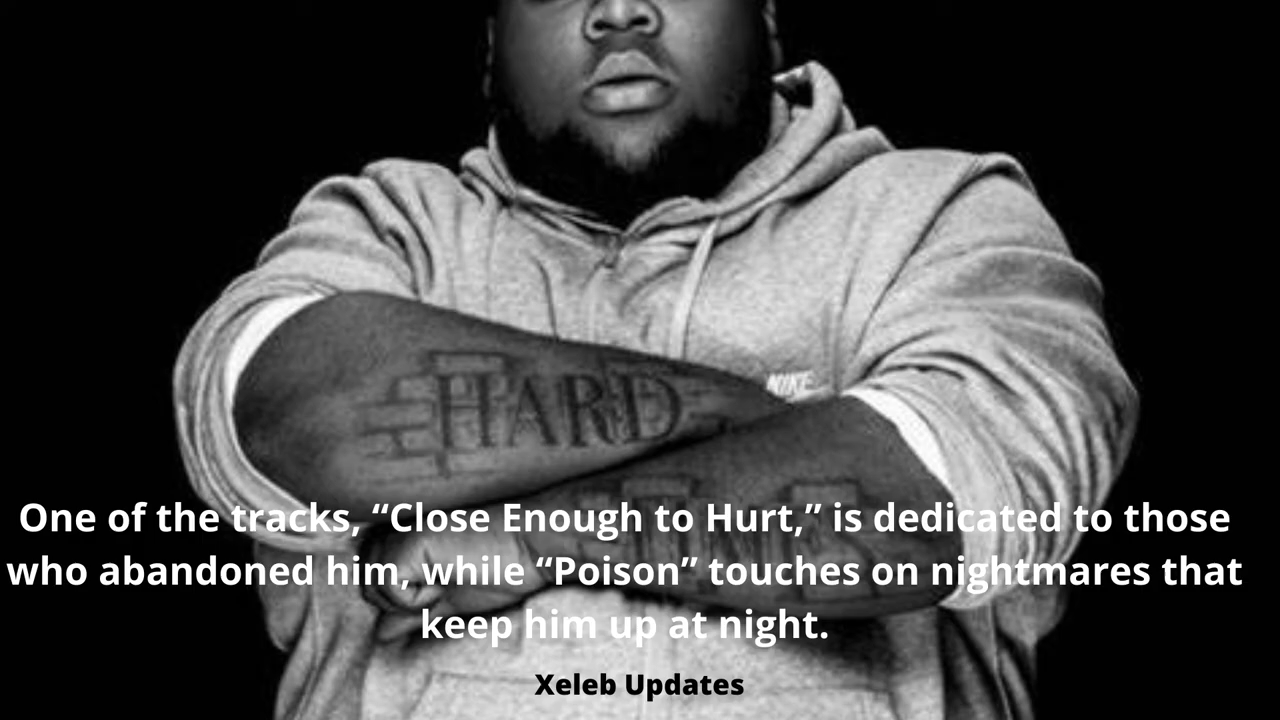 HARD
NIKE
TIMES
One of the tracks, “Close Enough to Hurt,” is dedicated to those
who abandoned him, while “Poison” touches on nightmares that
keep him up at night.
Xeleb Updates